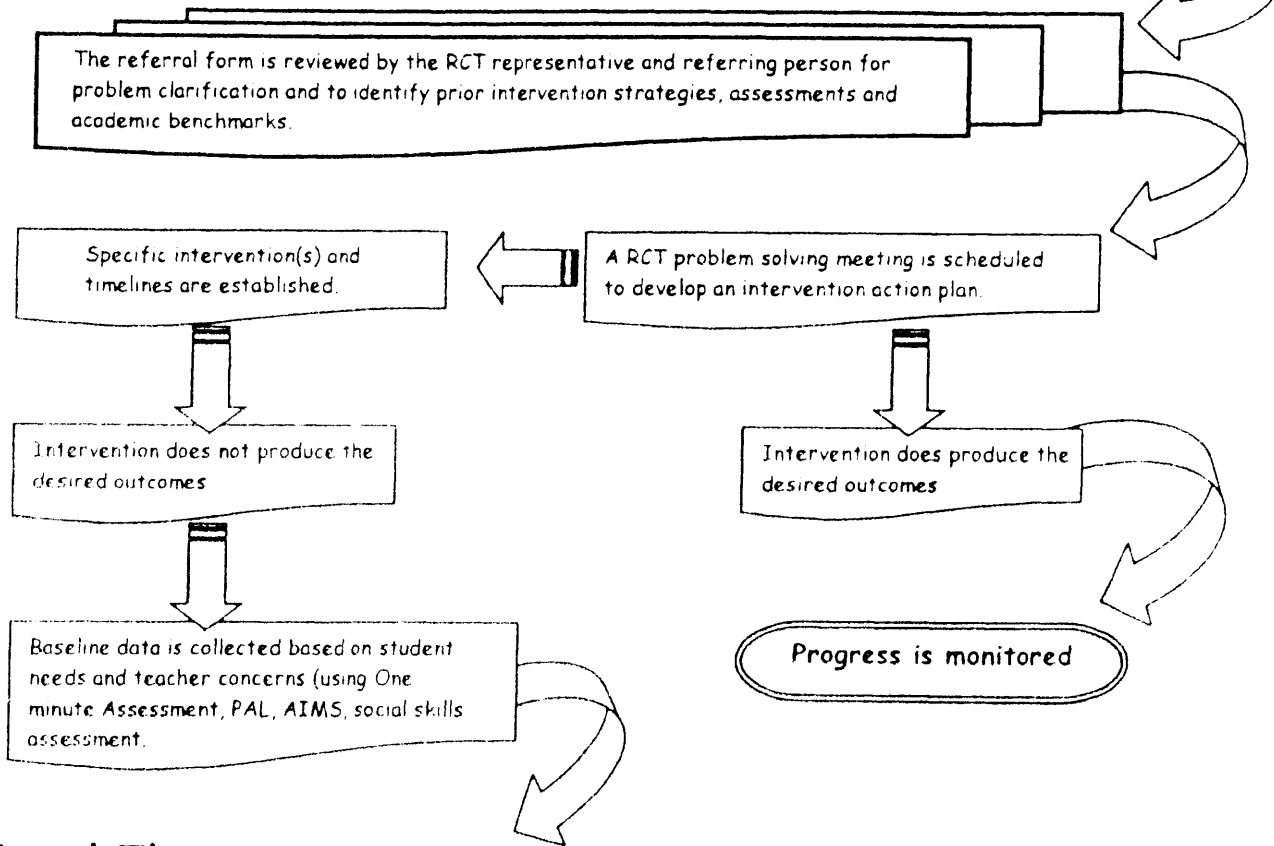 The referral form is reviewed by the RCT representative and referring person for
problem clarification and to identify prior intervention strategies, assessments and
academic benchmarks.
Specific intervention(s) and
timelines are established.
A RCT problem solving meeting is scheduled
to develop an intervention action plan.
Intervention does not produce the
desired outcomes
Intervention does produce the
desired outcomes
Baseline data is collected based on student
needs and teacher concerns (using One
minute Assessment, PAL, AIMS, social skills
assessment.
Progress is monitored